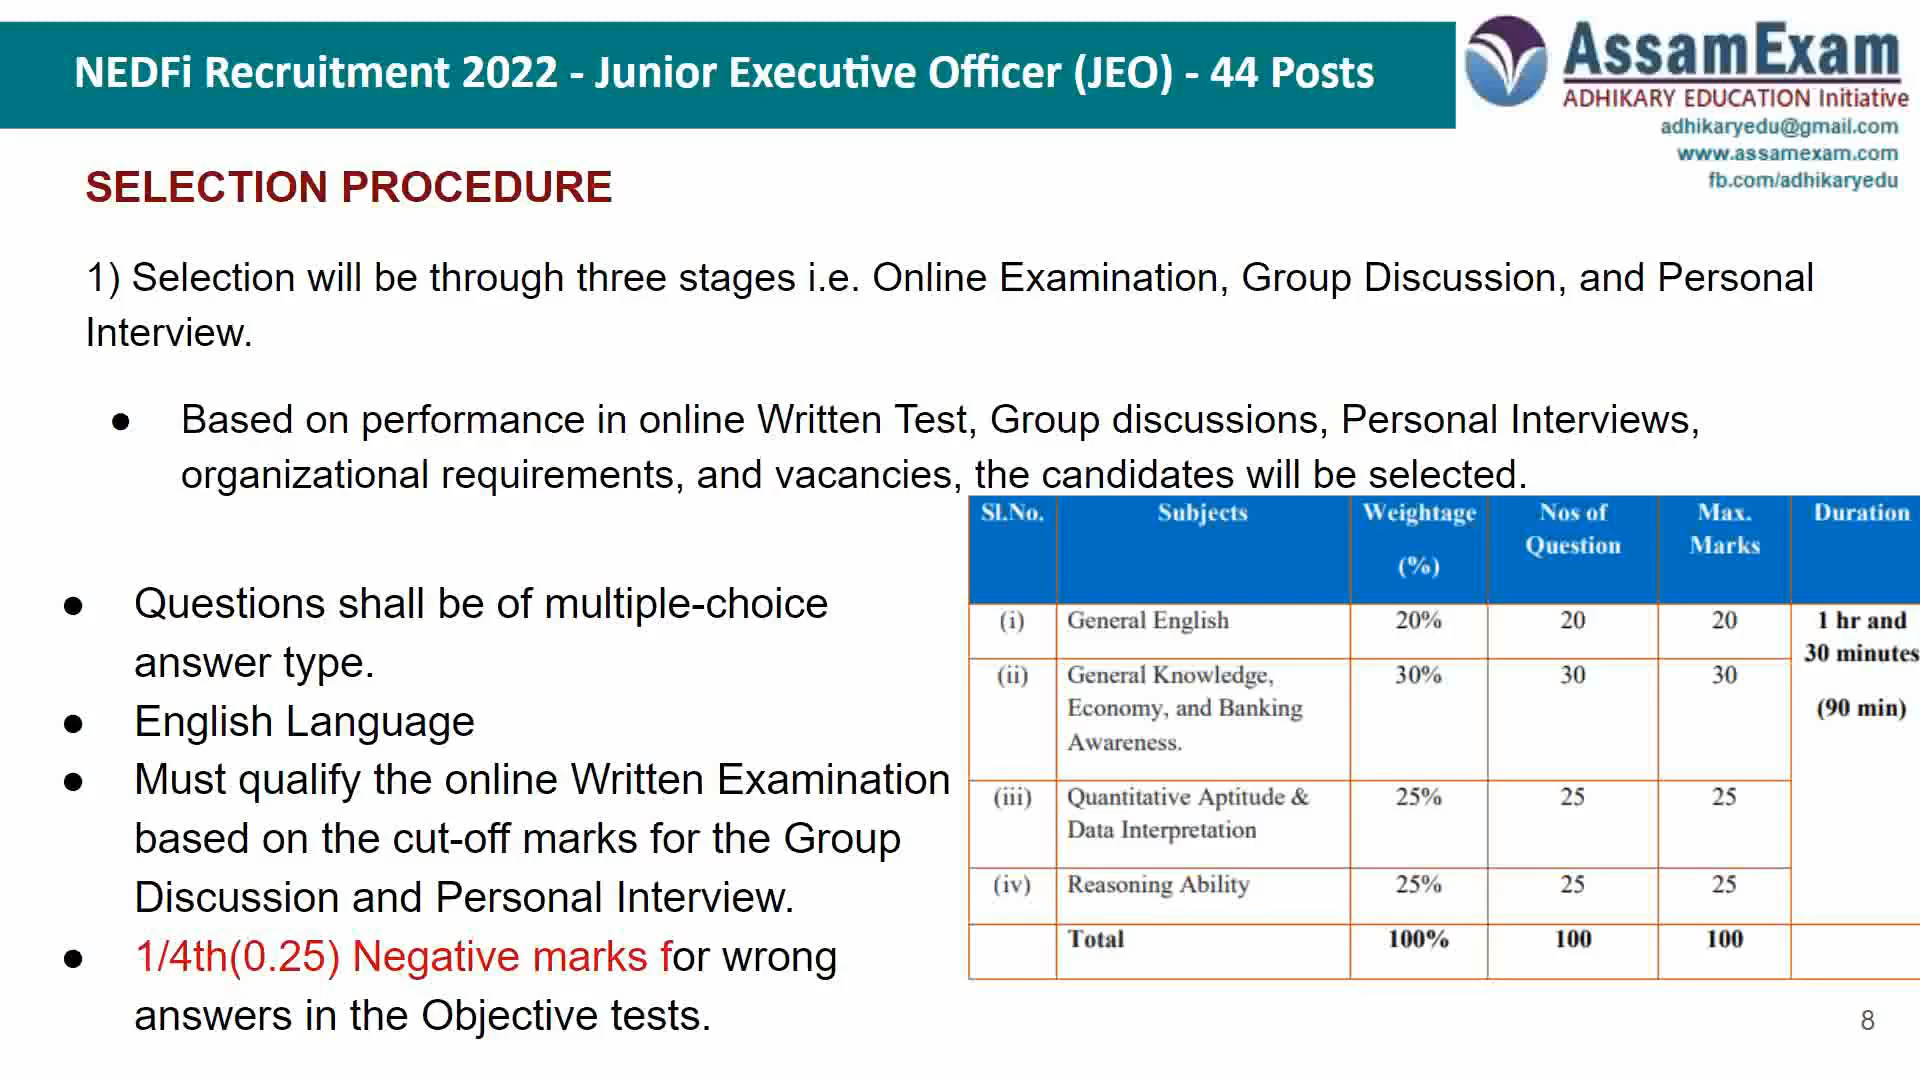 NEDFi Recruitment 2022 - Junior Executive Officer (JEO) - 44 Posts
AssamExam
ADHIKARY EDUCATION Initiative
adhikaryedu@gmail.com
www.assamexam.com
fb.com/adhikaryedu
SELECTION PROCEDURE
1) Selection will be through three stages i.e. Online Examination, Group Discussion, and Personal
Interview.
● Based on performance in online Written Test, Group discussions, Personal Interviews,
organizational requirements, and vacancies, the candidates will be selected.
● Questions shall be of multiple-choice
answer type.
● English Language
● Must qualify the online Written Examination
based on the cut-off marks for the Group
Discussion and Personal Interview.
● 1/4th(0.25) Negative marks for wrong
answers in the Objective tests.
Sl.No. Subjects Weightage Nos of Max. Duration
Question Marks
(%)
(i) General English 20% 20 20 1 hr and
30 minutes
(ii) General Knowledge, 30% 30 30
Economy, and Banking (90 min)
Awareness.
(iii) Quantitative Aptitude & 25% 25 25
Data Interpretation
(iv) Reasoning Ability 25% 25 25
Total 100% 100 100
8